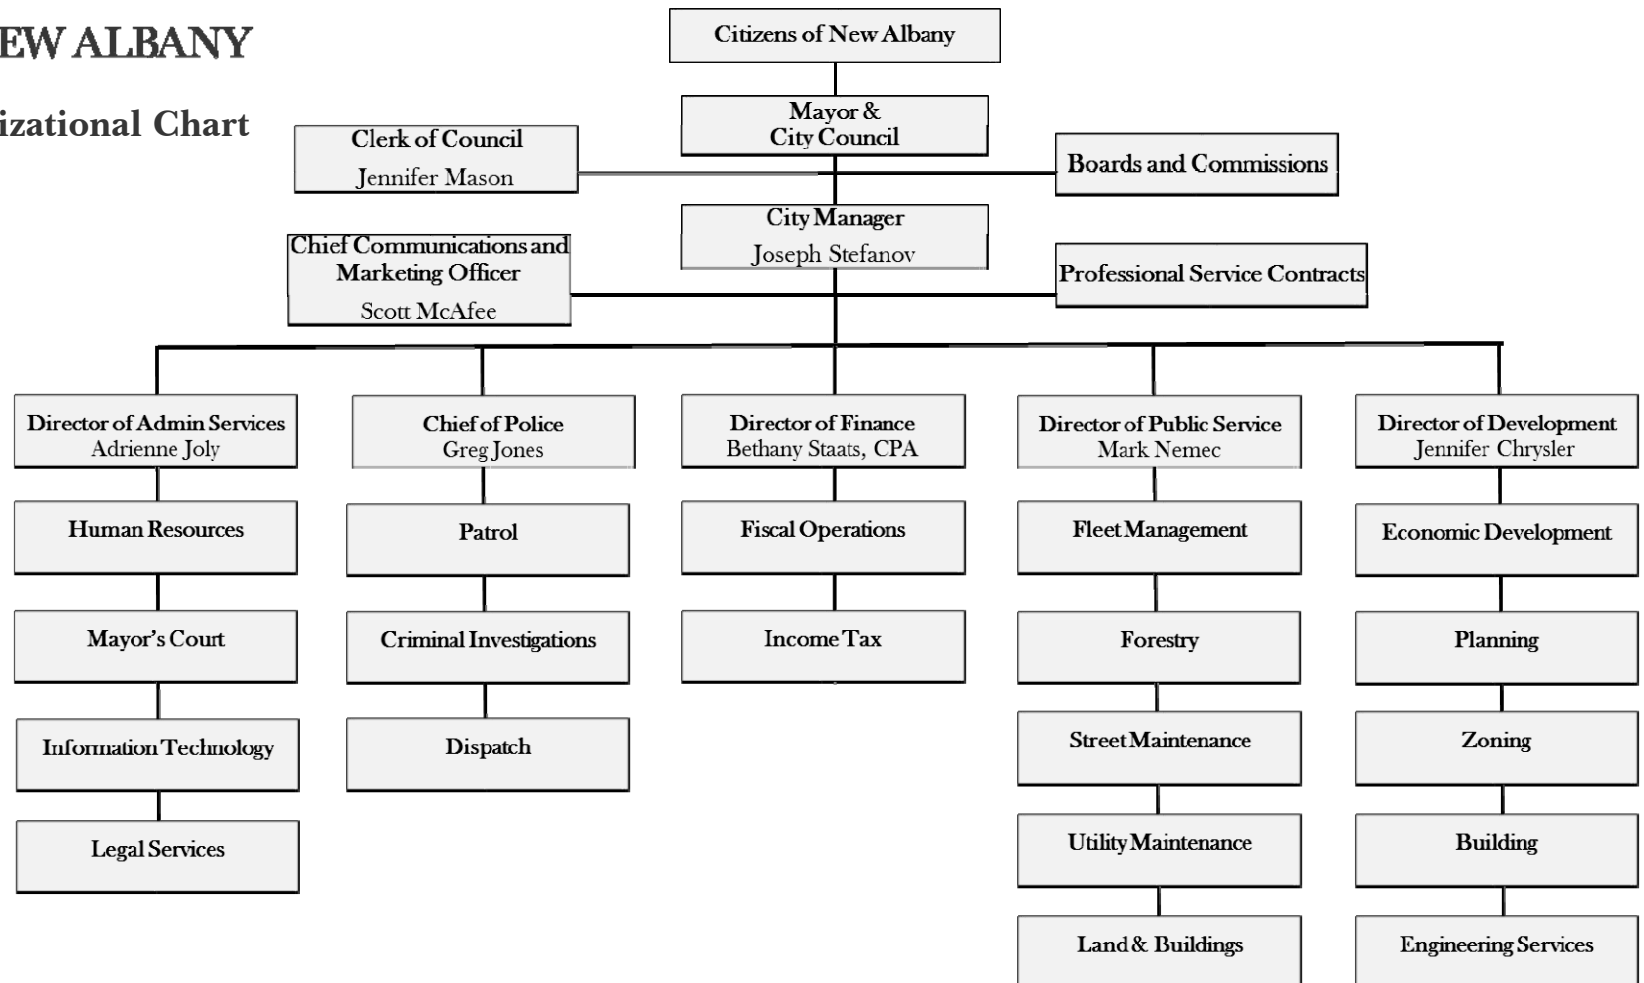 EW ALBANY
izational Chart
Citizens of New Albany
Mayor &
City Council
Clerk of Council
Jennifer Mason
Boards and Commissions
City Manager
Joseph Stefanov
Chief Communications and
Marketing Officer
Scott McAfee
Professional Service Contracts
Director of Admin Services
Adrienne Joly
Human Resources
Mayor's Court
Information Technology
Legal Services
Chief of Police
Greg Jones
Patrol
Criminal Investigations
Dispatch
Director of Finance
Bethany Staats, CPA
Fiscal Operations
Income Tax
Director of Public Service
Mark Nemec
Fleet Management
Forestry
Street Maintenance
Utility Maintenance
Land & Buildings
Director of Development
Jennifer Chrysler
Economic Development
Planning
Zoning
Building
Engineering Services